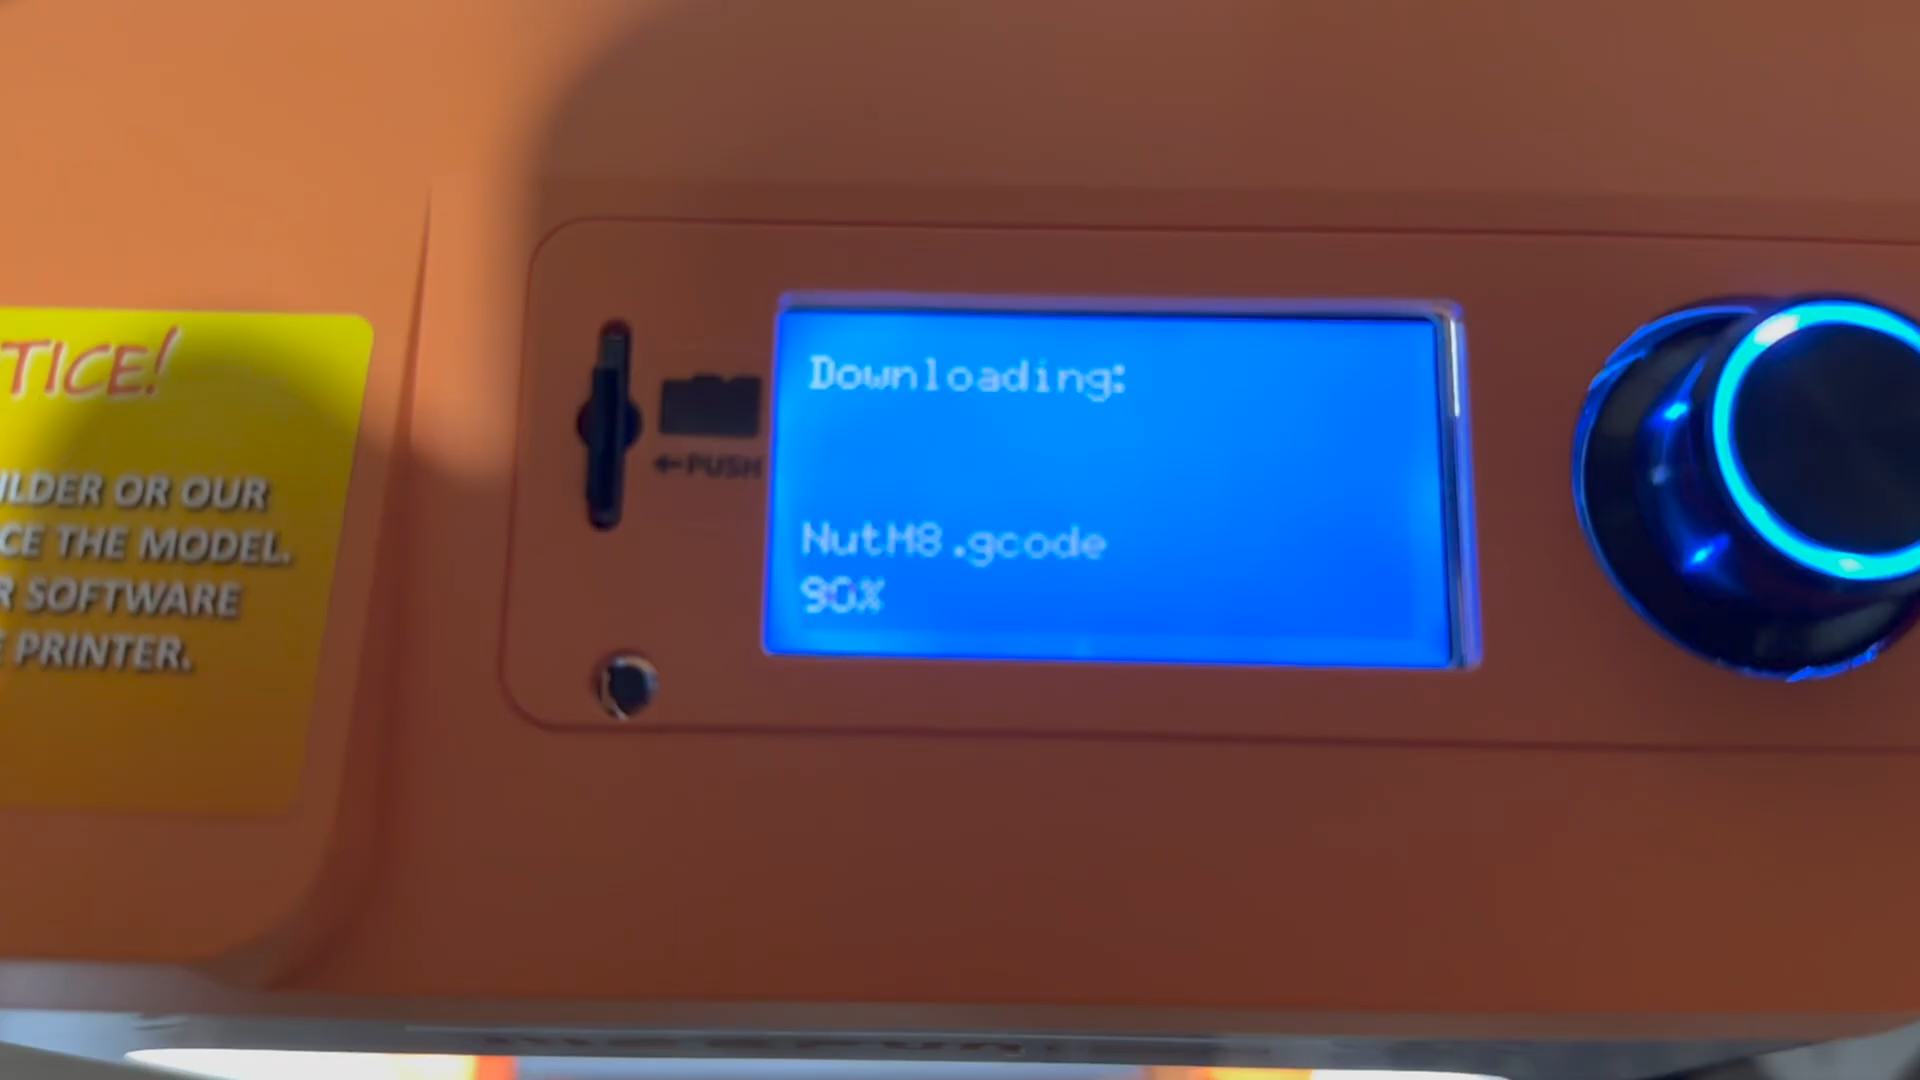 TICE!
ILDER OR OUR
CE THE MODEL.
R SOFTWARE
E PRINTER.
←PUSH
Downloading:
NutM8.gcode
90%